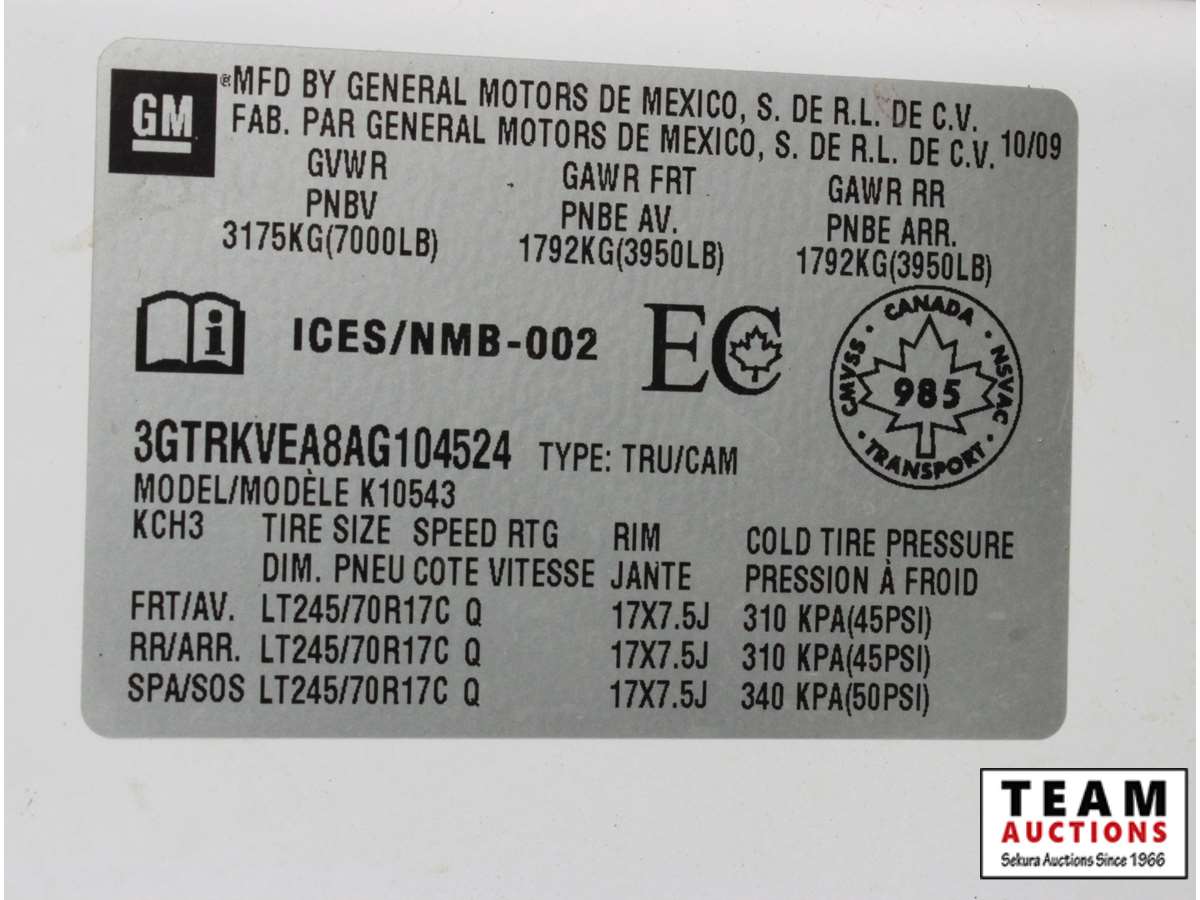 GM
®MFD BY GENERAL MOTORS DE MEXICO, S. DE R.L. DE C.V.
FAB. PAR GENERAL MOTORS DE MEXICO, S. DE R.L. DE C.V. 10/09
GVWR GAWR FRT GAWR RR
PNBV PNBE AV. PNBE ARR.
3175KG(7000LB) 1792KG(3950LB) 1792KG(3950LB)
i ICES/NMB-002 EC
CANADA
CMVSS · NSVAC
985
· TRANSPORT ·
3GTRKVEA8AG104524 TYPE: TRU/CAM
MODEL/MODÈLE K10543
KCH3 TIRE SIZE SPEED RTG RIM COLD TIRE PRESSURE
DIM. PNEU COTE VITESSE JANTE PRESSION À FROID
FRT/AV. LT245/70R17C Q 17X7.5J 310 KPA(45PSI)
RR/ARR. LT245/70R17C Q 17X7.5J 310 KPA(45PSI)
SPA/SOS LT245/70R17C Q 17X7.5J 340 KPA(50PSI)
TEAM
AUCTIONS
Sekura Auctions Since 1966